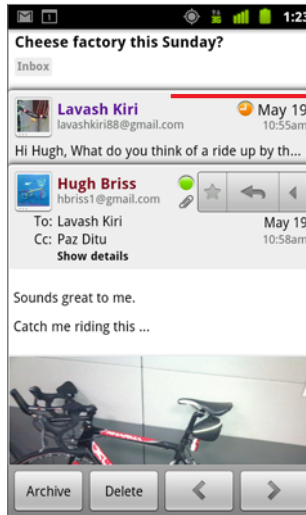 1:23
Cheese factory this Sunday?
Inbox
Lavash Kiri
May 19
lavashkiri88@gmail.com
10:55am
Hi Hugh, What do you think of a ride up by th...
Hugh Briss
hbriss1@gmail.com
To: Lavash Kiri
May 19
Cc: Paz Ditu
10:58am
Show details
Sounds great to me.
Catch me riding this ...
Archive
Delete